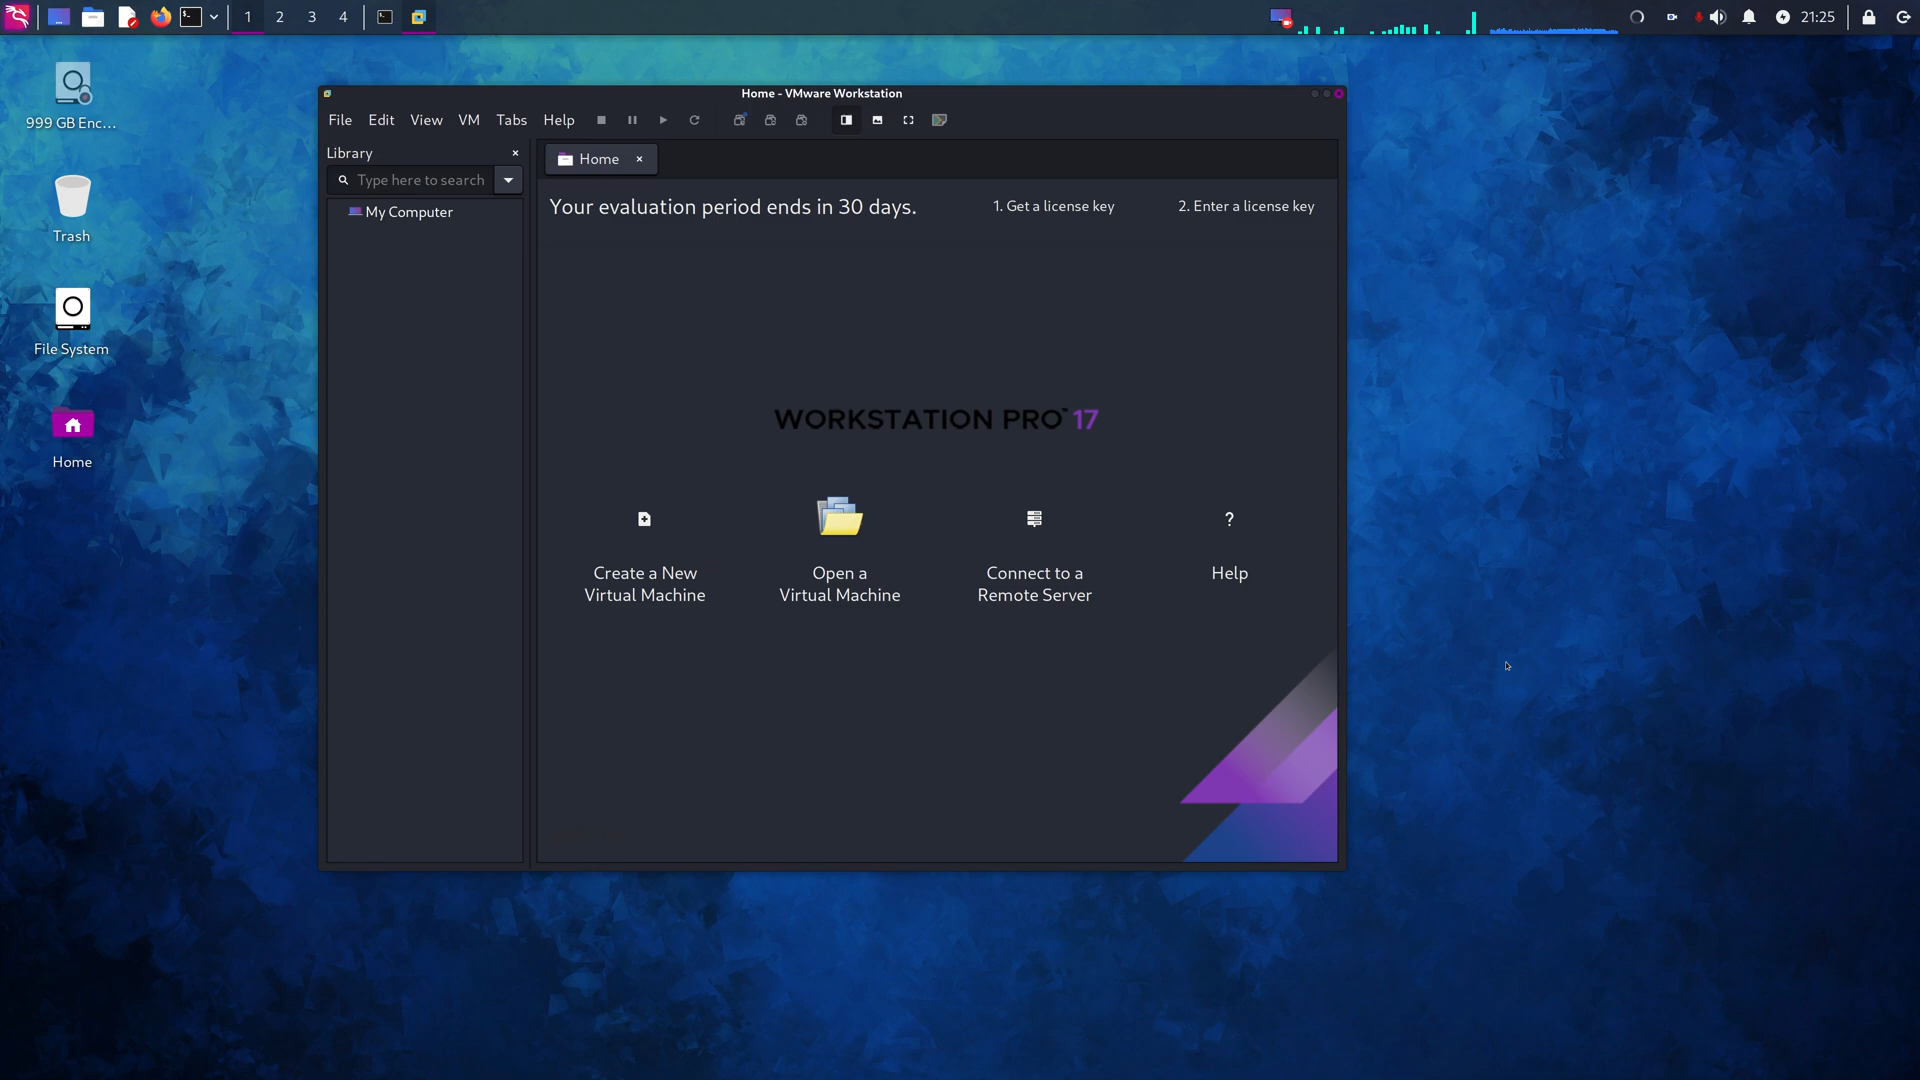 1 2 3 4
21:25
999 GB Enc...
Trash
File System
Home
Home - VMware Workstation
File Edit View VM Tabs Help
Library
Type here to search
My Computer
Home
Your evaluation period ends in 30 days.
1. Get a license key
2. Enter a license key
WORKSTATION PRO™ 17
Create a New
Virtual Machine
Open a
Virtual Machine
Connect to a
Remote Server
Help